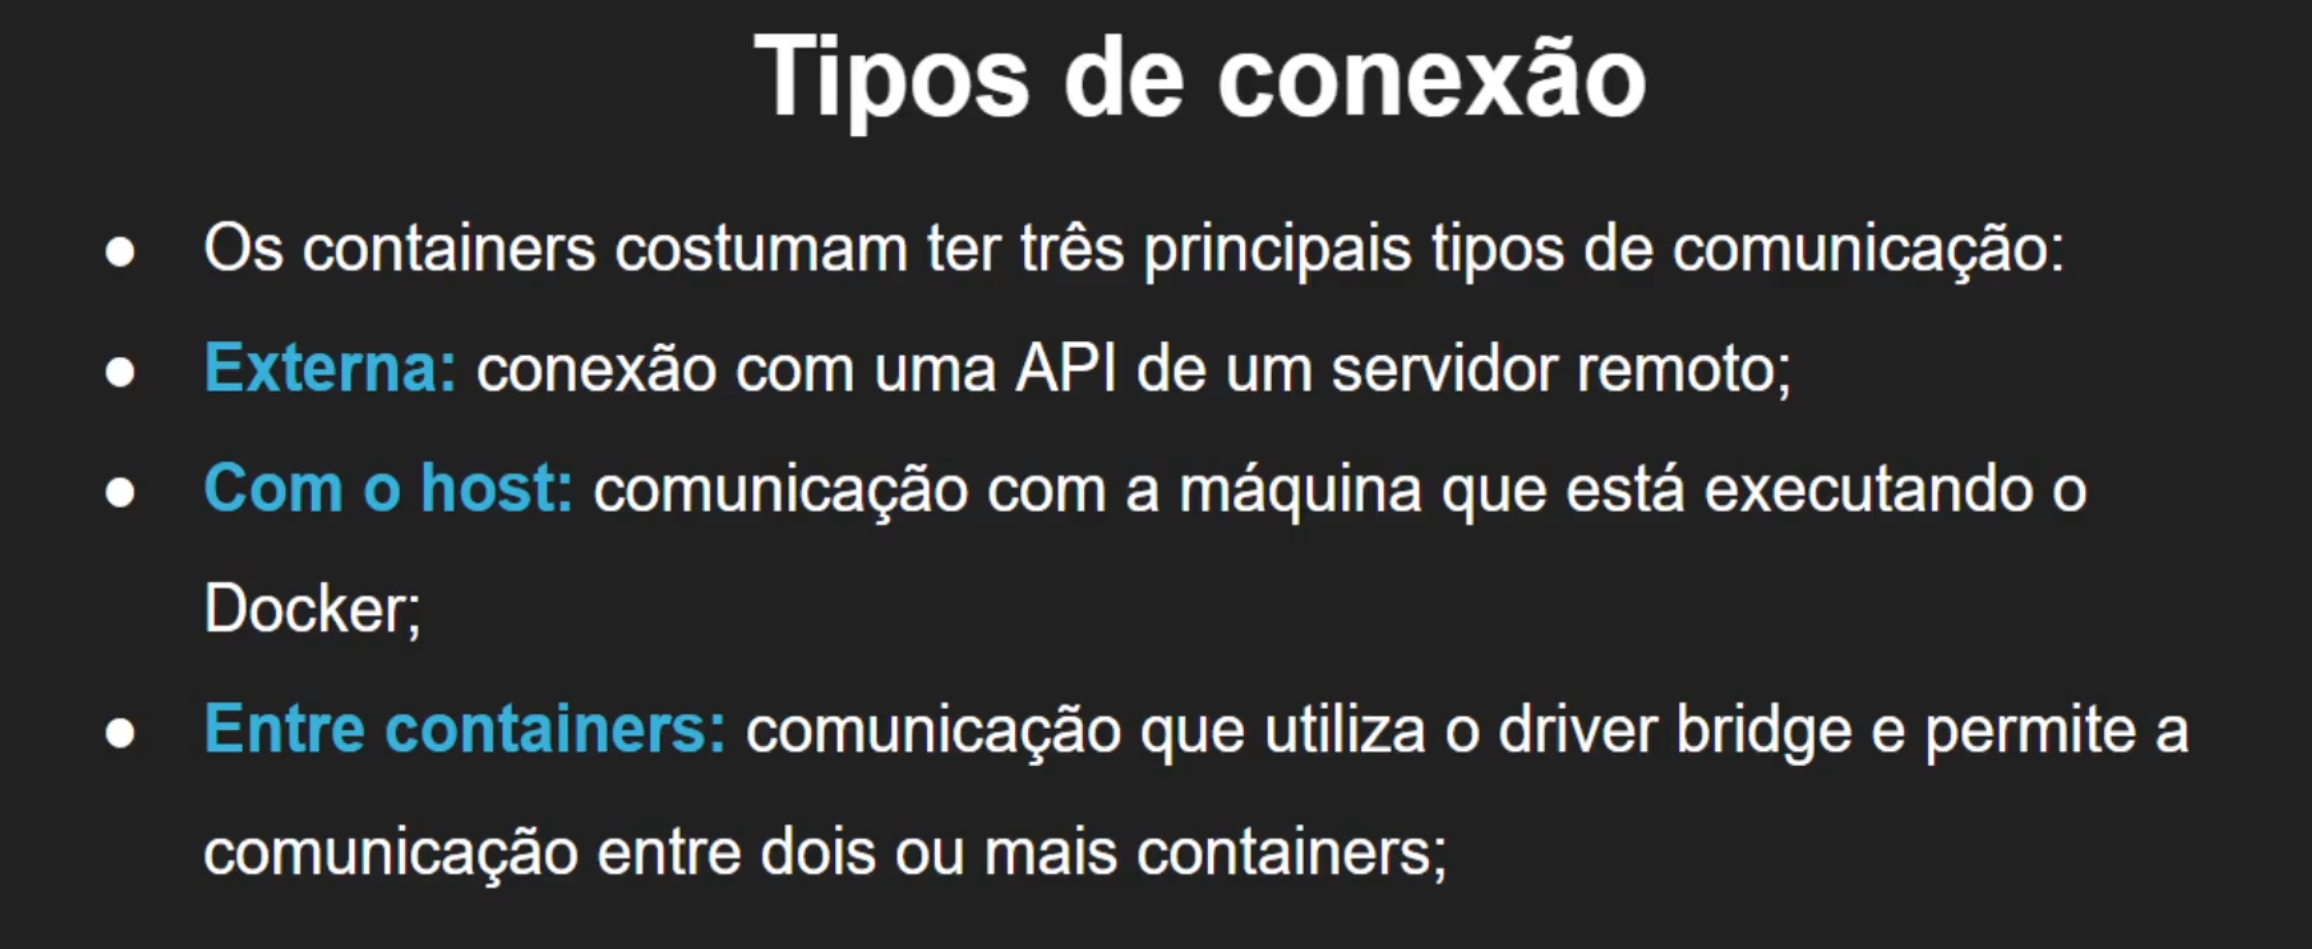 Tipos de conexão
● Os containers costumam ter três principais tipos de comunicação:
● Externa: conexão com uma API de um servidor remoto;
● Com o host: comunicação com a máquina que está executando o
Docker;
● Entre containers: comunicação que utiliza o driver bridge e permite a
comunicação entre dois ou mais containers;